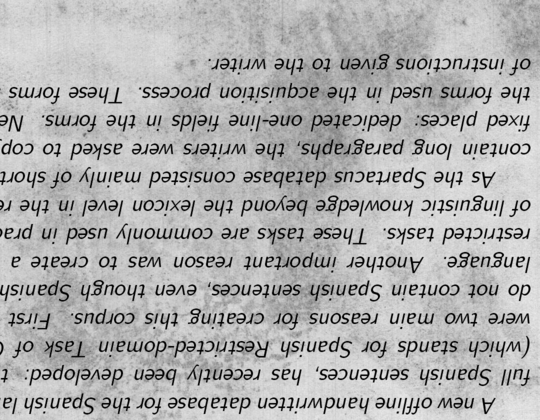 A new offline handwritten database for the Spanish
full Spanish sentences, has recently been developed:
(which stands for Spanish Restricted-domain Task of
were two main reasons for creating this corpus. First
do not contain Spanish sentences, even though Spanish
language. Another important reason was to create a
restricted tasks. These tasks are commonly used in
of linguistic knowledge beyond the lexicon level in the
As the Spartacus database consisted mainly of short
contain long paragraphs, the writers were asked to
fixed places: dedicated one-line fields in the forms.
the forms used in the acquisition process. These forms
of instructions given to the writer.